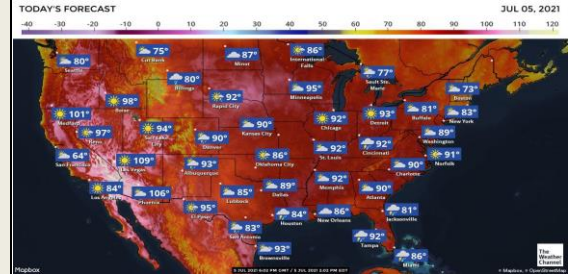 TODAY'S FORECAST
JUL 05, 2021
-40 -30 -20 -10 0 10 20 30 40 50 60 70 80 90 100 110 120
80°
Seattle
75°
Cut Bank
87°
Minot
86°
International
Falls
80°
Billings
77°
Sault Ste.
Marie
95°
Minneapolis
73°
Boston
98°
Boise
92°
Rapid City
101°
Medford
81°
Buffalo
83°
New York
97°
Reno
94°
Salt Lake
90°
Denver
90°
Kansas City
92°
Chicago
93°
Detroit
89°
Washington
64°
San Francisco
109°
Las Vegas
93°
Albuquerque
86°
Oklahoma City
92°
St. Louis
92°
Cincinnati
91°
Norfolk
90°
Charlotte
84°
Los Angeles
106°
Phoenix
92°
Memphis
90°
Atlanta
95°
El Paso
85°
Lubbock
89°
Dallas
83°
San Antonio
84°
Houston
86°
New Orleans
81°
Jacksonville
93°
Brownsville
92°
Tampa
86°
Miami
The
Weather
Channel
Mapbox
© Mapbox, © OpenStreetMap